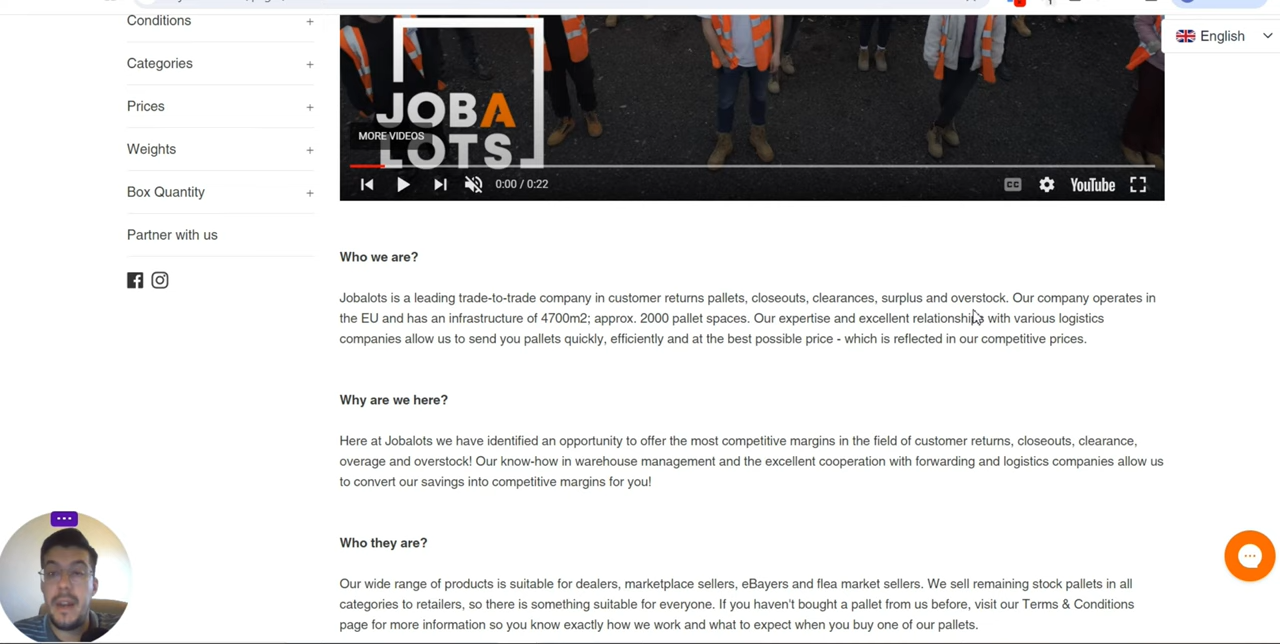 Conditions +
Categories +
Prices +
Weights +
Box Quantity +
Partner with us
English
JOBA
MORE VIDEOS
LOTS
0:00 / 0:22
CC
YouTube
Who we are?
Jobalots is a leading trade-to-trade company in customer returns pallets, closeouts, clearances, surplus and overstock. Our company operates in
the EU and has an infrastructure of 4700m2; approx. 2000 pallet spaces. Our expertise and excellent relationships with various logistics
companies allow us to send you pallets quickly, efficiently and at the best possible price - which is reflected in our competitive prices.
Why are we here?
Here at Jobalots we have identified an opportunity to offer the most competitive margins in the field of customer returns, closeouts, clearance,
overage and overstock! Our know-how in warehouse management and the excellent cooperation with forwarding and logistics companies allow us
to convert our savings into competitive margins for you!
Who they are?
Our wide range of products is suitable for dealers, marketplace sellers, eBayers and flea market sellers. We sell remaining stock pallets in all
categories to retailers, so there is something suitable for everyone. If you haven't bought a pallet from us before, visit our Terms & Conditions
page for more information so you know exactly how we work and what to expect when you buy one of our pallets.